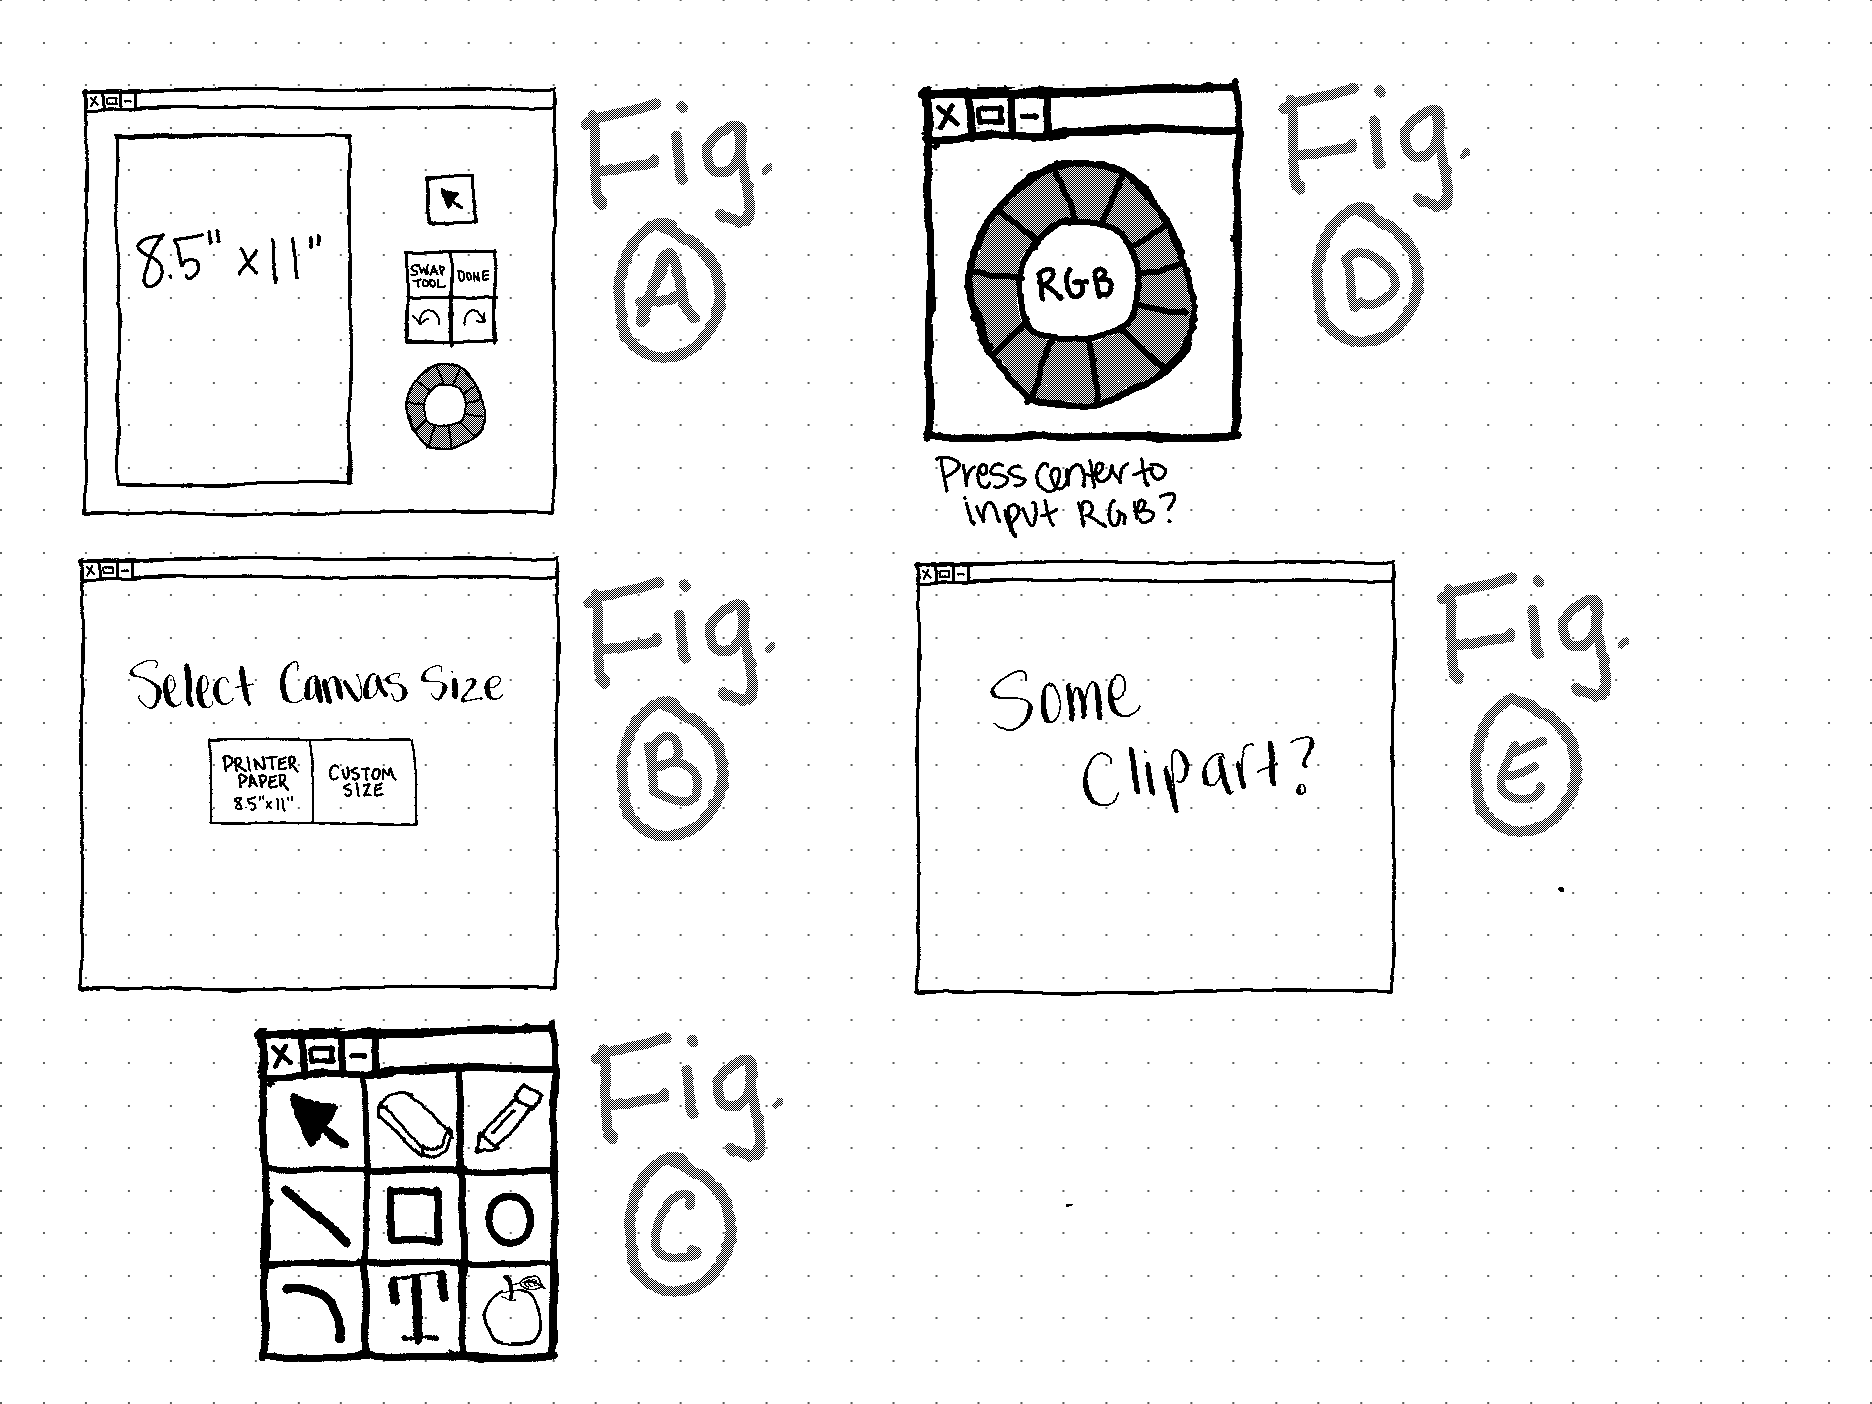 X -
8.5" x 11"
SWAP
TOOL
DONE
Fig.
A
X -
Select Canvas Size
PRINTER
PAPER
8.5"x11"
CUSTOM
SIZE
Fig.
B
X -
T
Fig.
C
X -
RGB
Press center to
input RGB?
Fig.
D
X -
Some
Clipart?
Fig.
E